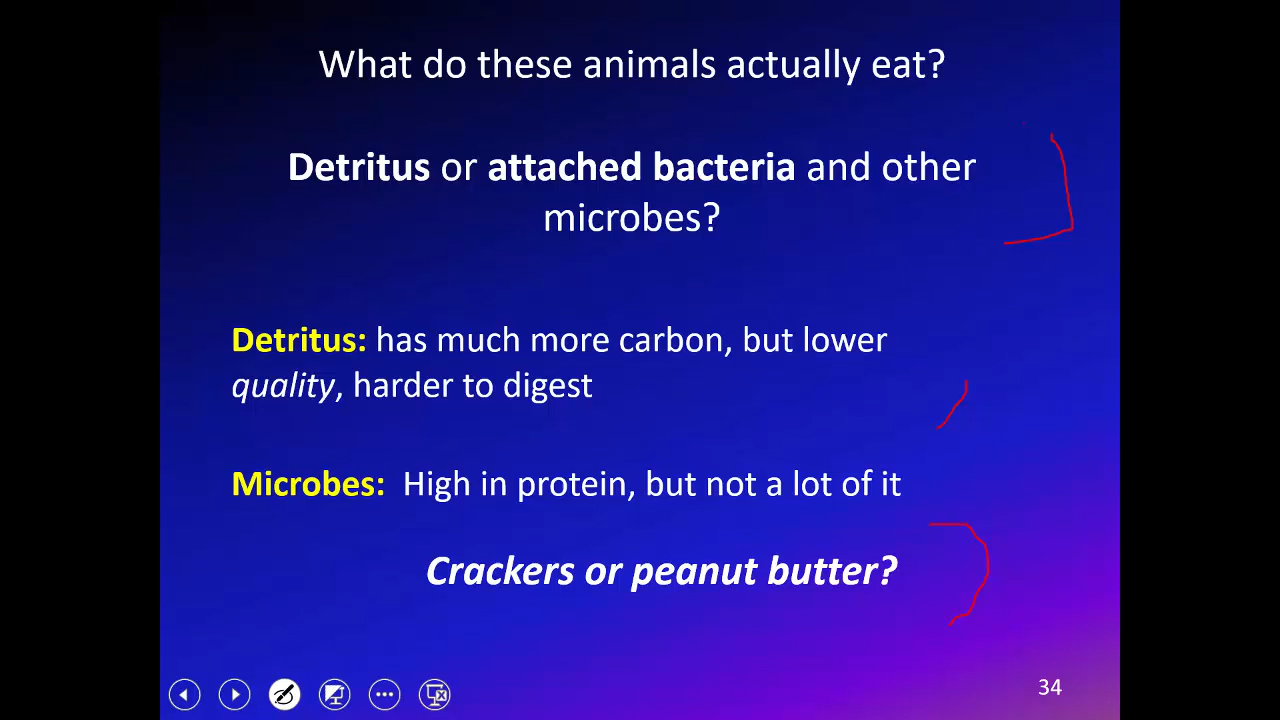 What do these animals actually eat?
Detritus or attached bacteria and other
microbes?
Detritus: has much more carbon, but lower
quality, harder to digest
Microbes: High in protein, but not a lot of it
Crackers or peanut butter?
34